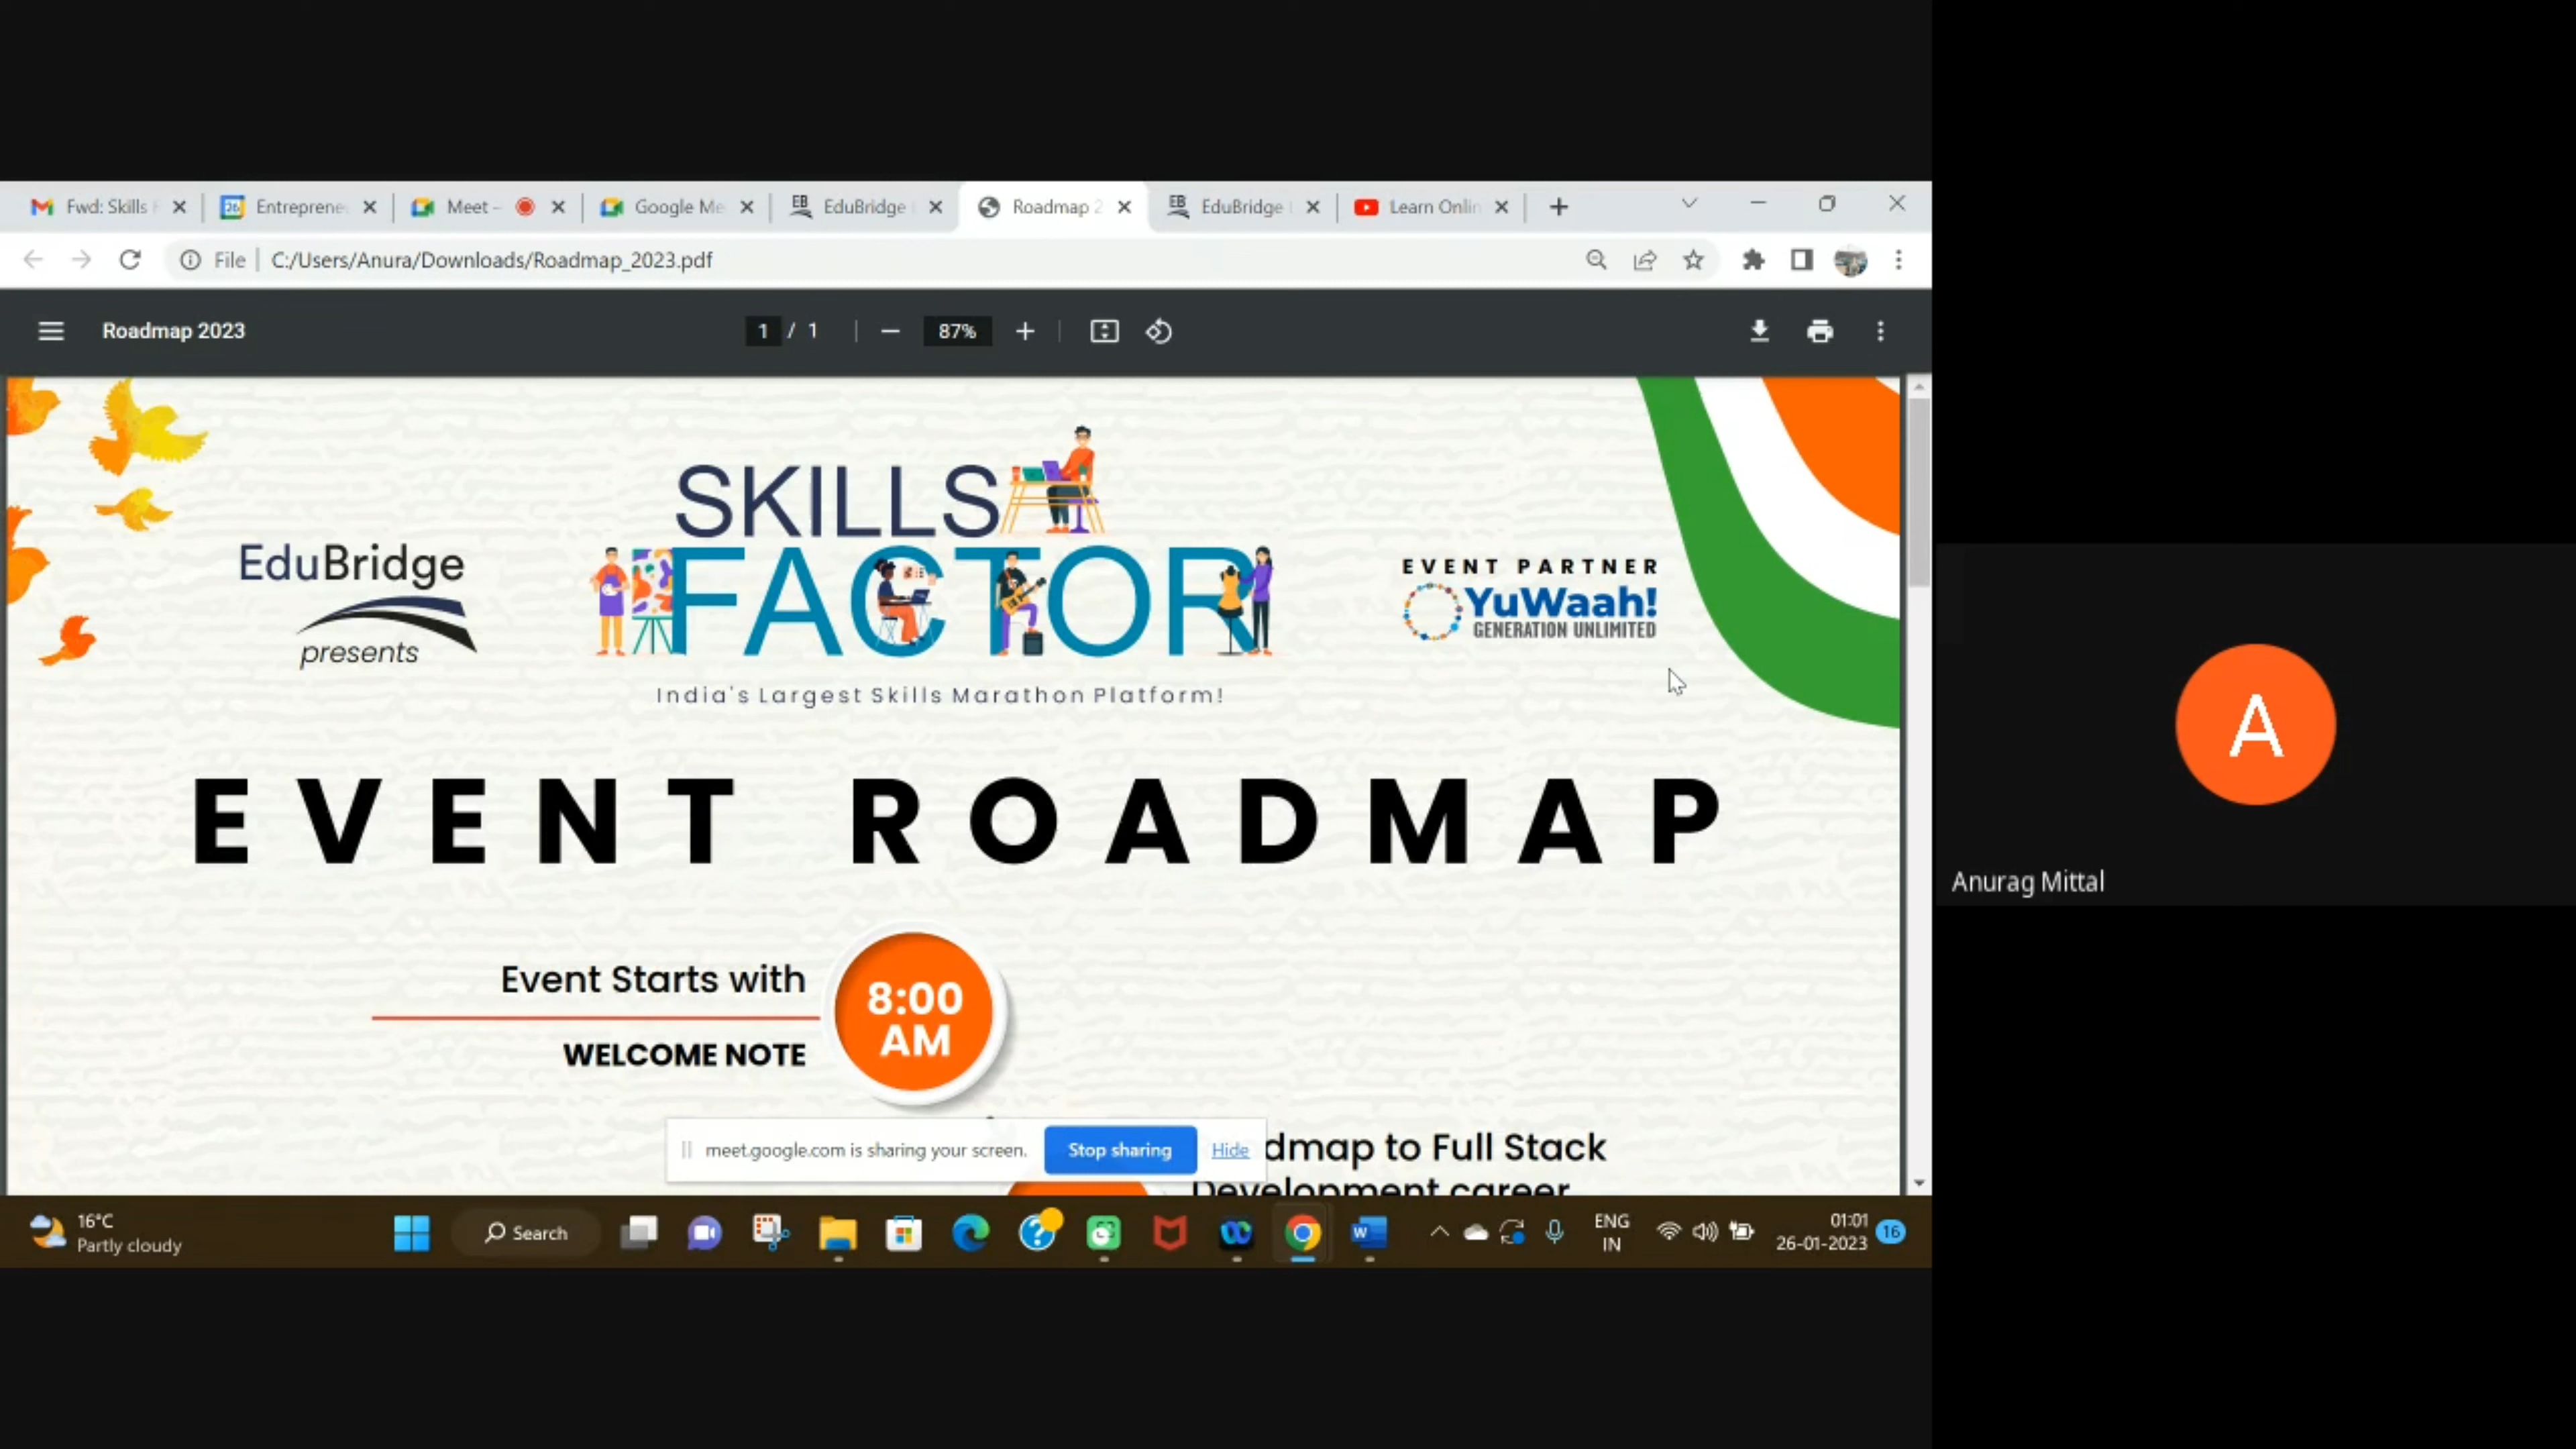 Fwd: Skills
Entreprene
Meet -
Google Me
EduBridge
Roadmap 2
EduBridge
Learn Onlin
File
C:/Users/Anura/Downloads/Roadmap_2023.pdf
Roadmap 2023
1 / 1
87%
SKILLS
FACTOR
EduBridge
presents
EVENT PARTNER
YuWaah!
GENERATION UNLIMITED
India's Largest Skills Marathon Platform!
EVENT ROADMAP
Event Starts with
8:00
AM
WELCOME NOTE
meet.google.com is sharing your screen.
Stop sharing
Hide
dmap to Full Stack
Development career
16°C
Partly cloudy
Search
ENG
IN
01:01
26-01-2023
16
A
Anurag Mittal